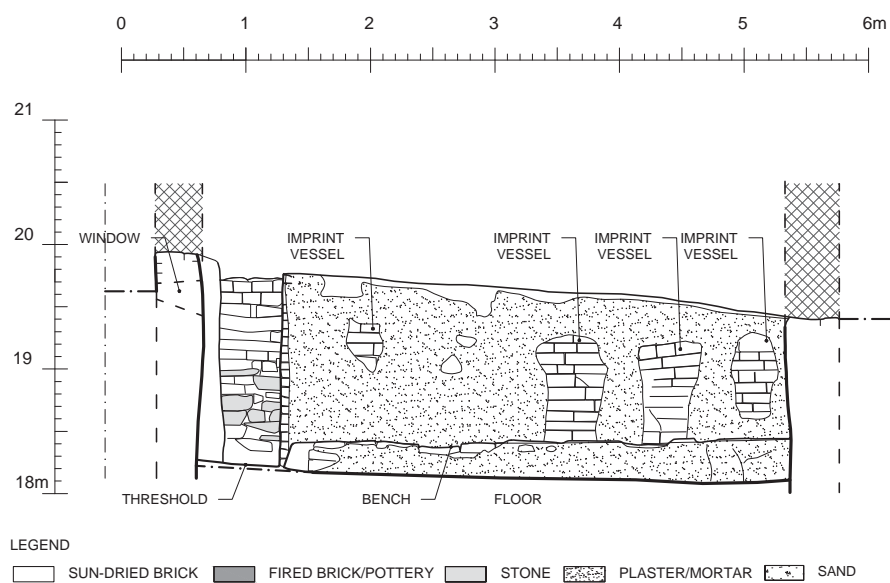 0 1 2 3 4 5 6m
21
20
WINDOW IMPRINT VESSEL IMPRINT VESSEL IMPRINT VESSEL IMPRINT VESSEL
19
18m
THRESHOLD BENCH FLOOR
LEGEND
SUN-DRIED BRICK FIRED BRICK/POTTERY STONE PLASTER/MORTAR SAND